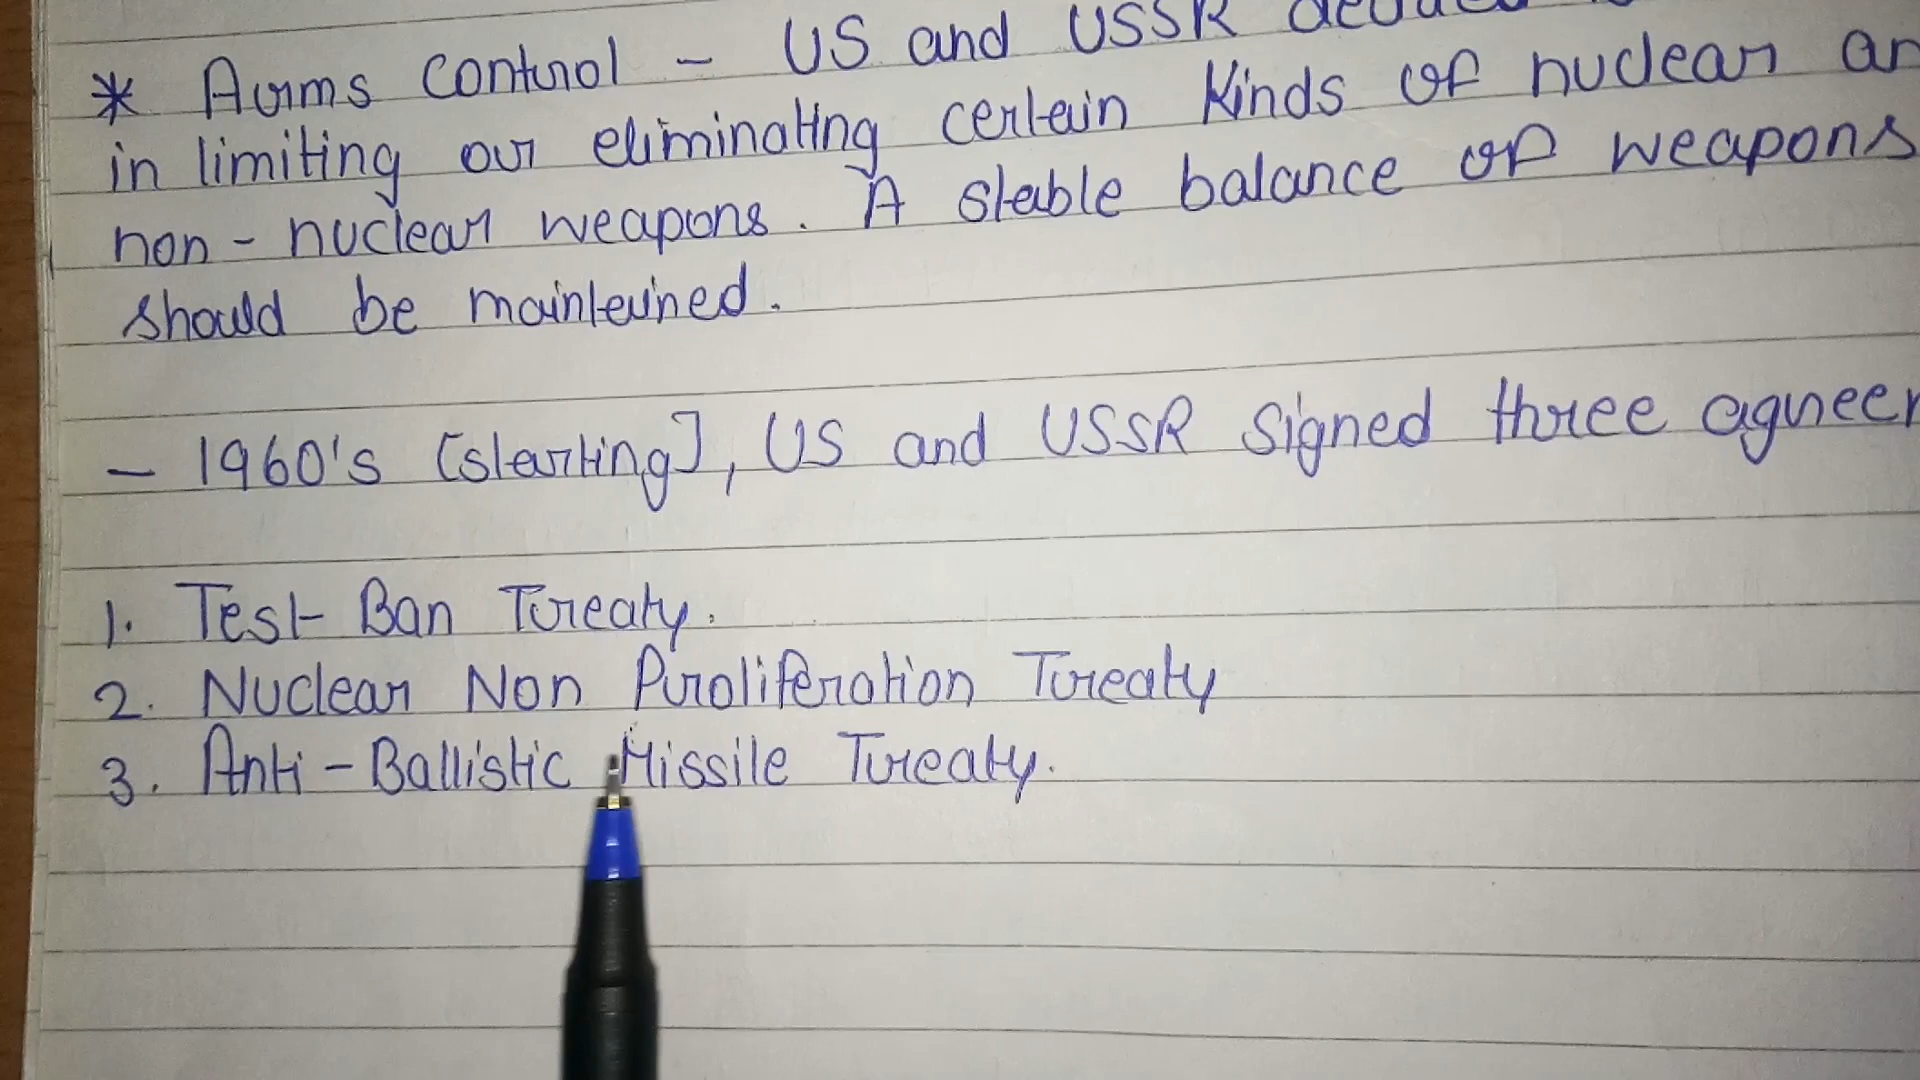 * Arms control - US and USSR
in limiting or eliminating certain kinds of nuclear
non-nuclear weapons. A stable balance of weapons
should be maintained.
- 1960's [starting], US and USSR signed three
1. Test Ban Treaty.
2. Nuclear Non Proliferation Treaty
3. Anti-Ballistic Missile Treaty.